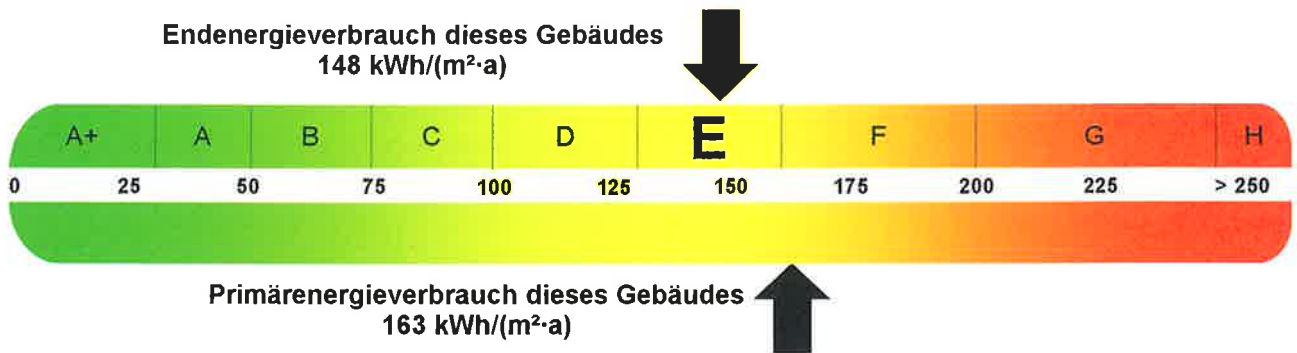 Endenergieverbrauch dieses Gebäudes
148 kWh/(m²·a)
A+ A B C D E F G H
0 25 50 75 100 125 150 175 200 225 > 250
Primärenergieverbrauch dieses Gebäudes
163 kWh/(m²·a)